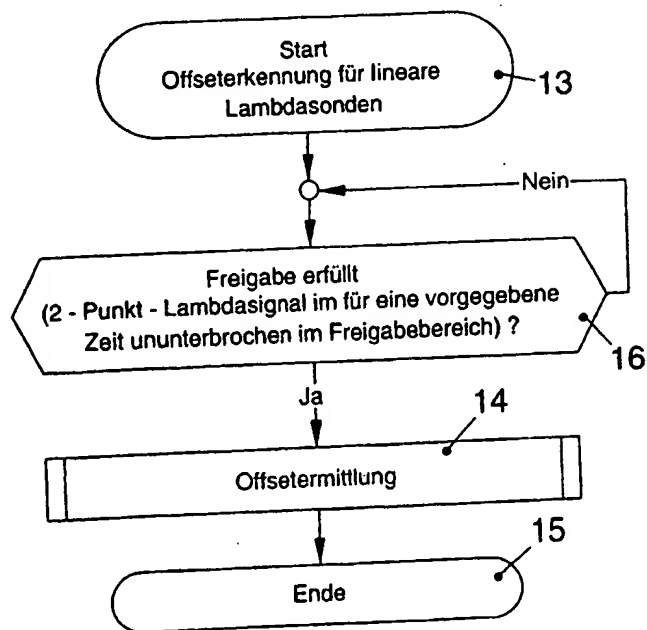 Start
Offseterkennung für lineare
Lambdasonden
13
Nein
Freigabe erfüllt
(2 - Punkt - Lambdasignal im für eine vorgegebene
Zeit ununterbrochen im Freigabebereich) ?
16
Ja
14
Offsetermittlung
15
Ende